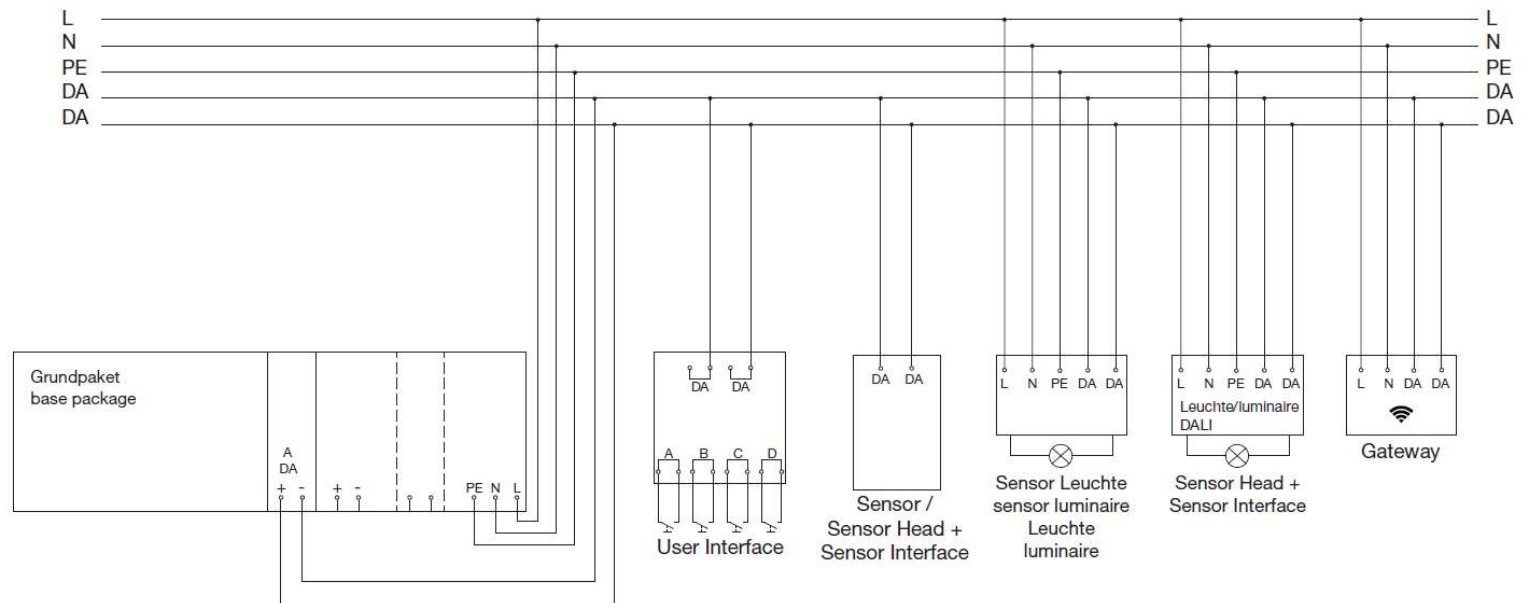 L L
N N
PE PE
DA DA
DA DA
Grundpaket
base package
A
DA
+ - + -
PE N L
DA DA
A B C D
User Interface
DA DA
Sensor /
Sensor Head +
Sensor Interface
L N PE DA DA
Sensor Leuchte
sensor luminaire
Leuchte
luminaire
L N PE DA DA
Leuchte/luminaire
DALI
Sensor Head +
Sensor Interface
L N DA DA
Gateway